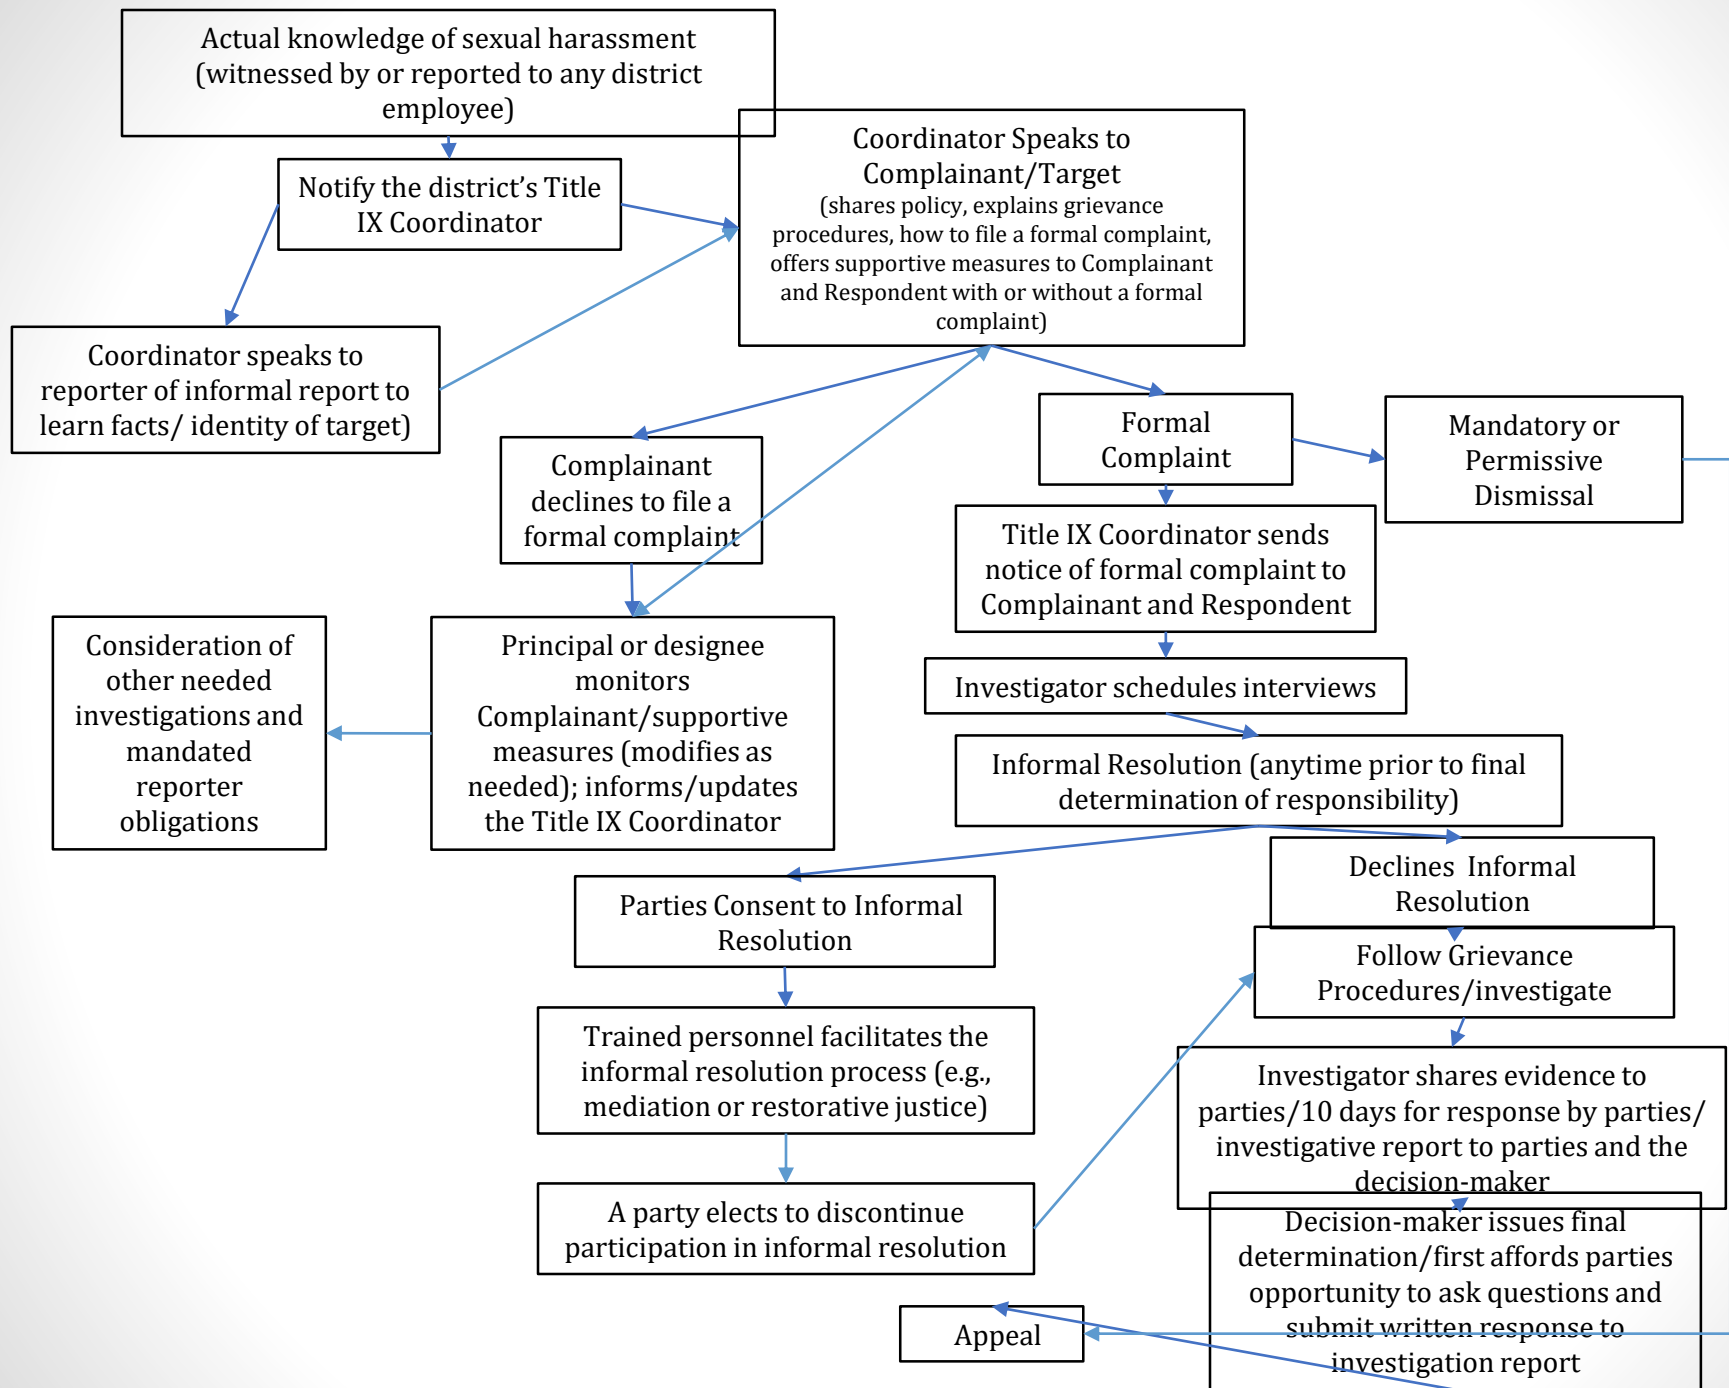 Actual knowledge of sexual harassment
(witnessed by or reported to any district
employee)
Notify the district’s Title
IX Coordinator
Coordinator Speaks to
Complainant/Target
(shares policy, explains grievance
procedures, how to file a formal complaint,
offers supportive measures to Complainant
and Respondent with or without a formal
complaint)
Coordinator speaks to
reporter of informal report to
learn facts/ identity of target)
Complainant
declines to file a
formal complaint
Formal
Complaint
Mandatory or
Permissive
Dismissal
Title IX Coordinator sends
notice of formal complaint to
Complainant and Respondent
Consideration of
other needed
investigations and
mandated
reporter
obligations
Principal or designee
monitors
Complainant/supportive
measures (modifies as
needed); informs/updates
the Title IX Coordinator
Investigator schedules interviews
Informal Resolution (anytime prior to final
determination of responsibility)
Parties Consent to Informal
Resolution
Declines  Informal
Resolution
Follow Grievance
Procedures/investigate
Trained personnel facilitates the
informal resolution process (e.g.,
mediation or restorative justice)
Investigator shares evidence to
parties/10 days for response by parties/
investigative report to parties and the
decision-maker
A party elects to discontinue
participation in informal resolution
Decision-maker issues final
determination/first affords parties
opportunity to ask questions and
submit written response to
investigation report
Appeal